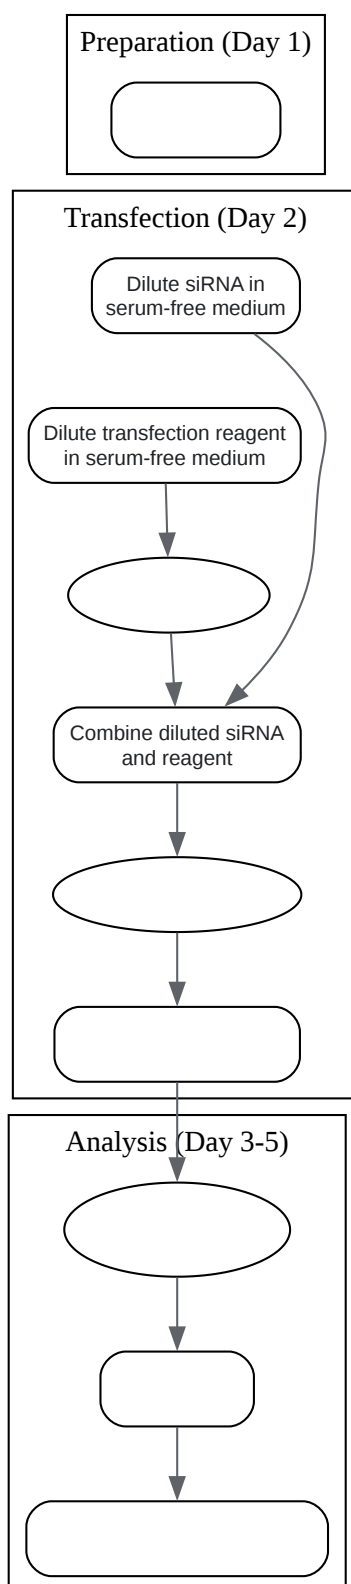 Preparation (Day 1)
Transfection (Day 2)
Dilute siRNA in
serum-free medium
Dilute transfection reagent
in serum-free medium
Combine diluted siRNA
and reagent
Analysis (Day 3-5)